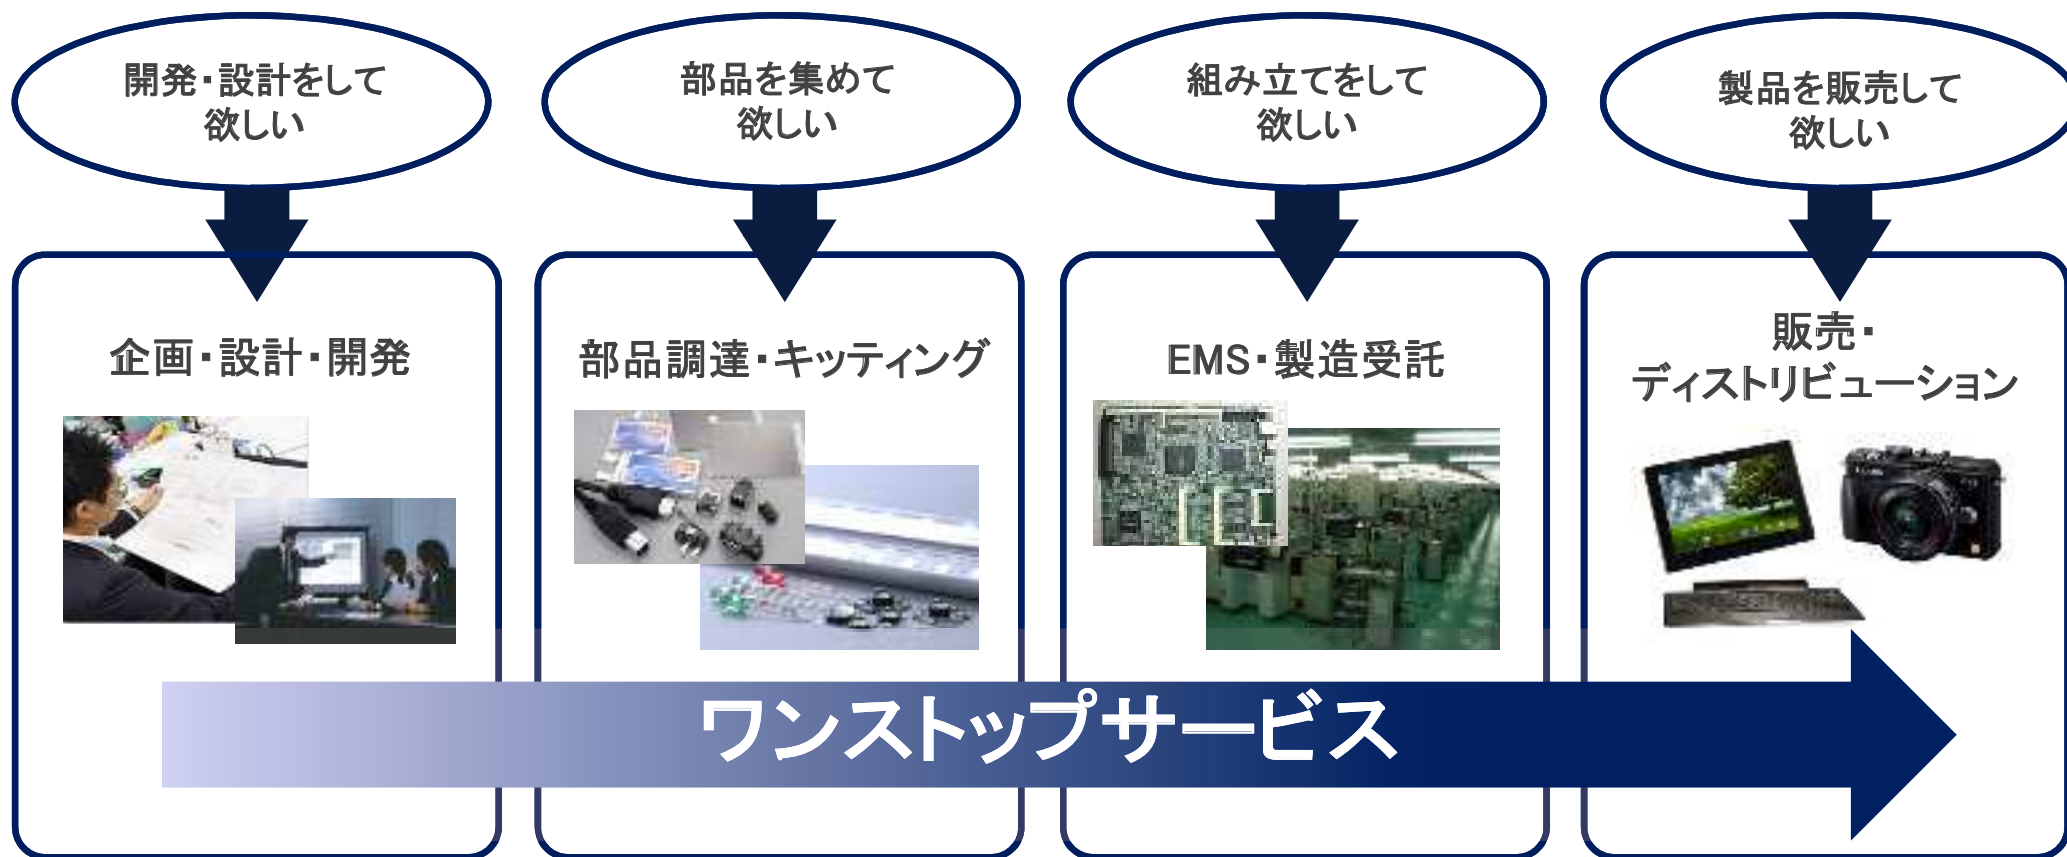 開発・設計をして
欲しい
部品を集めて
欲しい
組み立てをして
欲しい
製品を販売して
欲しい
企画・設計・開発
部品調達・キッティング
EMS・製造受託
販売・
ディストリビューション
ワンストップサービス